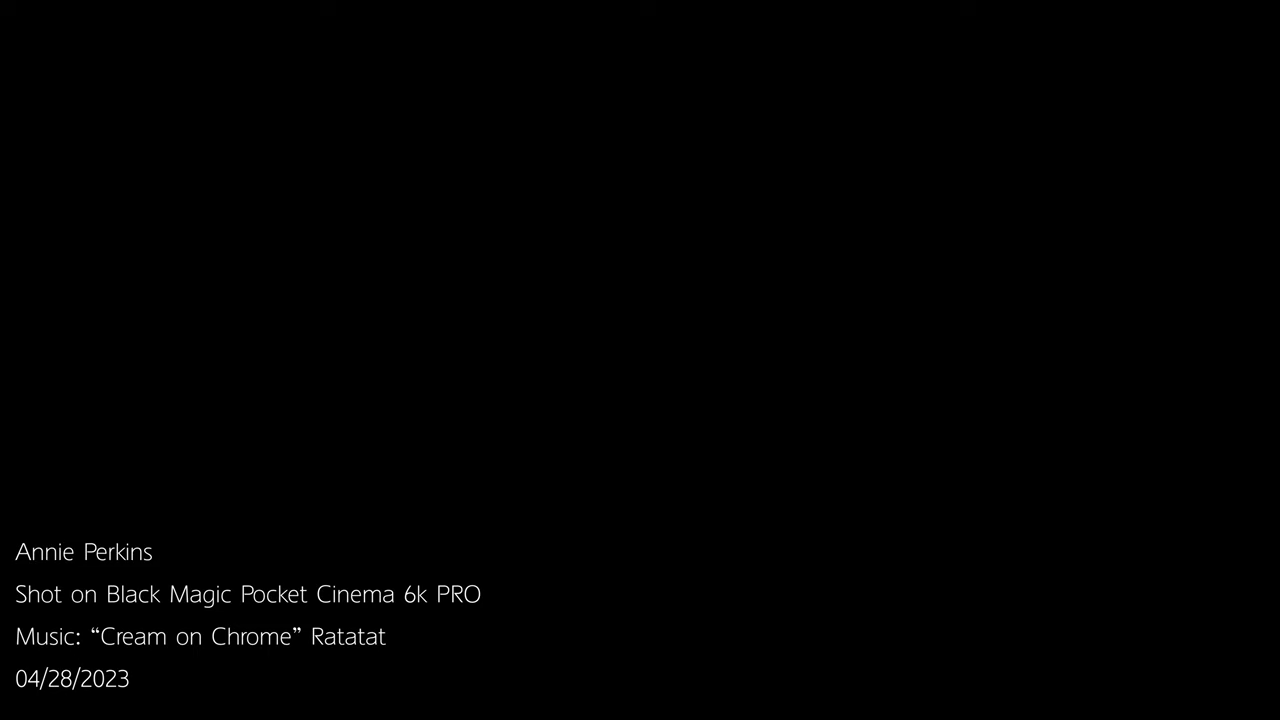 Annie Perkins
Shot on Black Magic Pocket Cinema 6k PRO
Music: “Cream on Chrome” Ratatat
04/28/2023